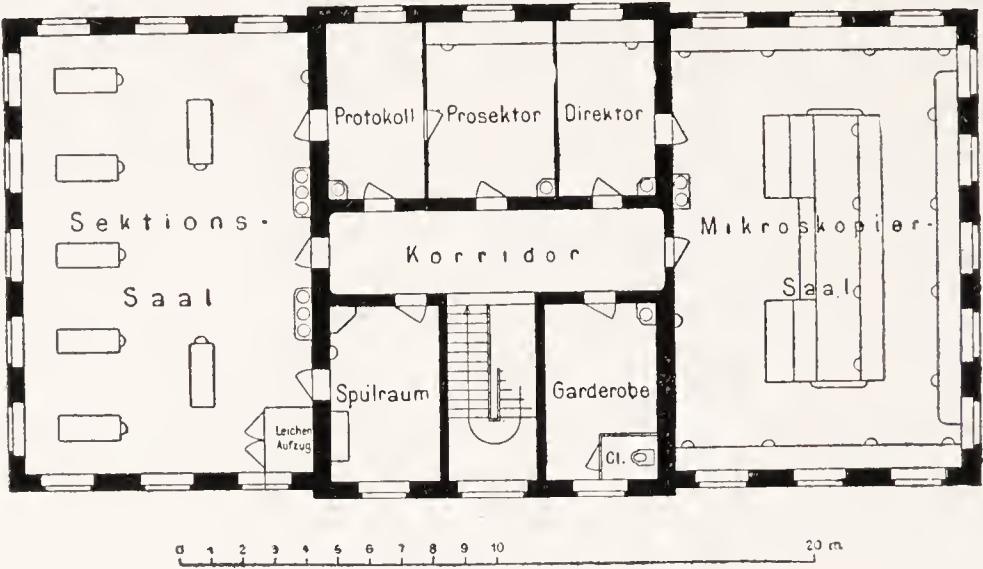 Protokoll
Prosektor
Direktor
Sektions-
Saal
Korridor
Mikroskopier-
Saal
Spülraum
Garderobe
Leichen
Aufzug
Cl.
0 1 2 3 4 5 6 7 8 9 10 20 m